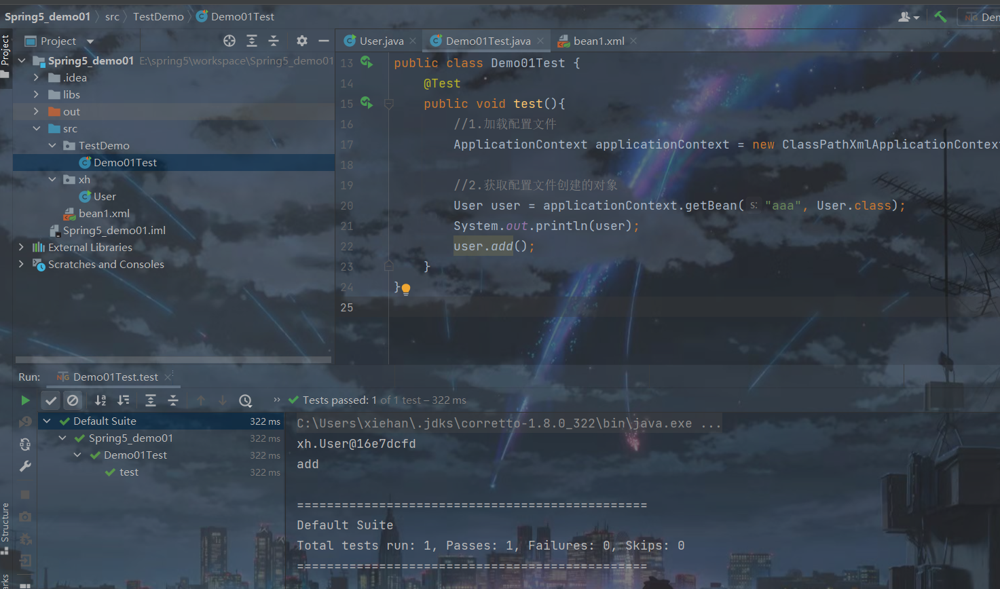 Spring5_demo01 src TestDemo Demo01Test
Project
Project
User.java
Demo01Test.java
bean1.xml
Spring5_demo01 E:\spring5\workspace\Spring5_demo01
.idea
libs
out
src
TestDemo
Demo01Test
xh
User
bean1.xml
Spring5_demo01.iml
External Libraries
Scratches and Consoles
13 public class Demo01Test {
14 @Test
15 public void test(){
16 //1.加载配置文件
17 ApplicationContext applicationContext = new ClassPathXmlApplicationContex
18
19 //2.获取配置文件创建的对象
20 User user = applicationContext.getBean( s: "aaa", User.class);
21 System.out.println(user);
22 user.add();
23 }
24 }
25
Run: Demo01Test.test
Tests passed: 1 of 1 test – 322 ms
Default Suite 322 ms
Spring5_demo01 322 ms
Demo01Test 322 ms
test 322 ms
C:\Users\xiehan\.jdks\corretto-1.8.0_322\bin\java.exe ...
xh.User@16e7dcfd
add
===============================================
Default Suite
Total tests run: 1, Passes: 1, Failures: 0, Skips: 0
===============================================
Structure